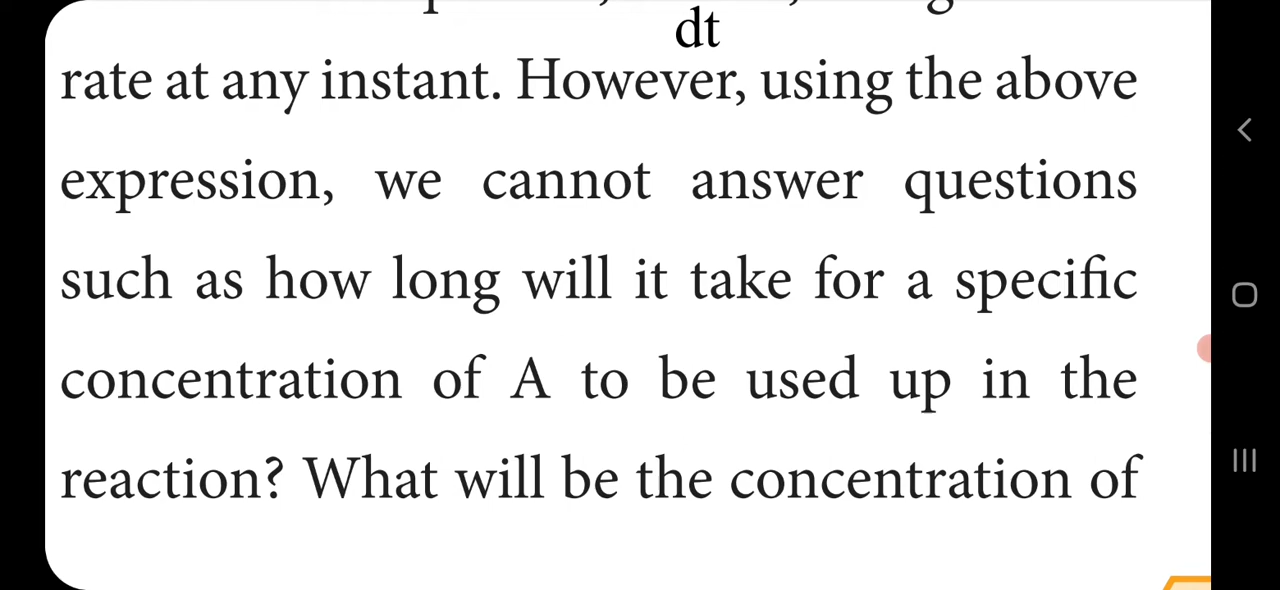 dt
rate at any instant. However, using the above
expression, we cannot answer questions
such as how long will it take for a specific
concentration of A to be used up in the
reaction? What will be the concentration of